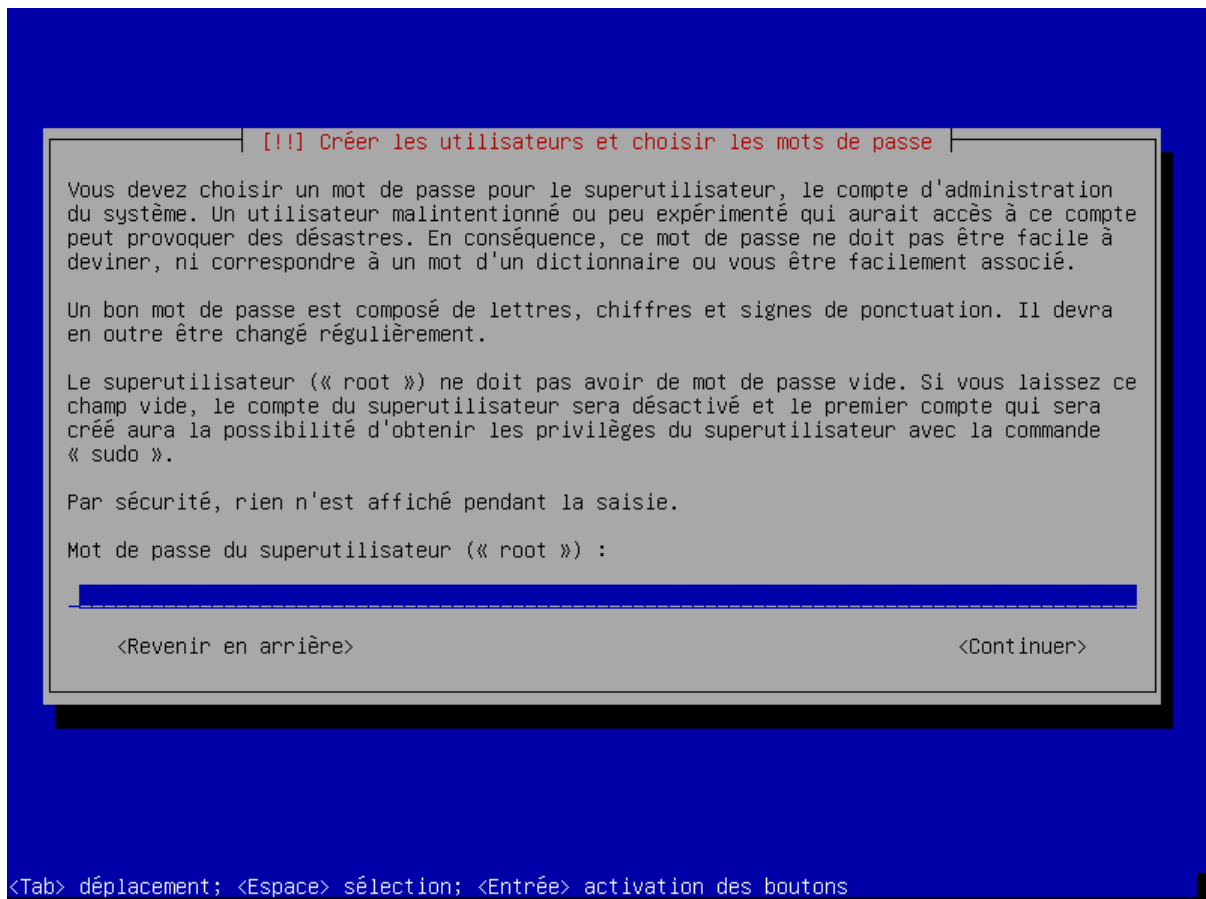 [!!] Créer les utilisateurs et choisir les mots de passe
Vous devez choisir un mot de passe pour le superutilisateur, le compte d'administration
du système. Un utilisateur malintentionné ou peu expérimenté qui aurait accès à ce compte
peut provoquer des désastres. En conséquence, ce mot de passe ne doit pas être facile à
deviner, ni correspondre à un mot d'un dictionnaire ou vous être facilement associé.
Un bon mot de passe est composé de lettres, chiffres et signes de ponctuation. Il devra
en outre être changé régulièrement.
Le superutilisateur (« root ») ne doit pas avoir de mot de passe vide. Si vous laissez ce
champ vide, le compte du superutilisateur sera désactivé et le premier compte qui sera
créé aura la possibilité d'obtenir les privilèges du superutilisateur avec la commande
« sudo ».
Par sécurité, rien n'est affiché pendant la saisie.
Mot de passe du superutilisateur (« root ») :
<Revenir en arrière> <Continuer>
<Tab> déplacement; <Espace> sélection; <Entrée> activation des boutons